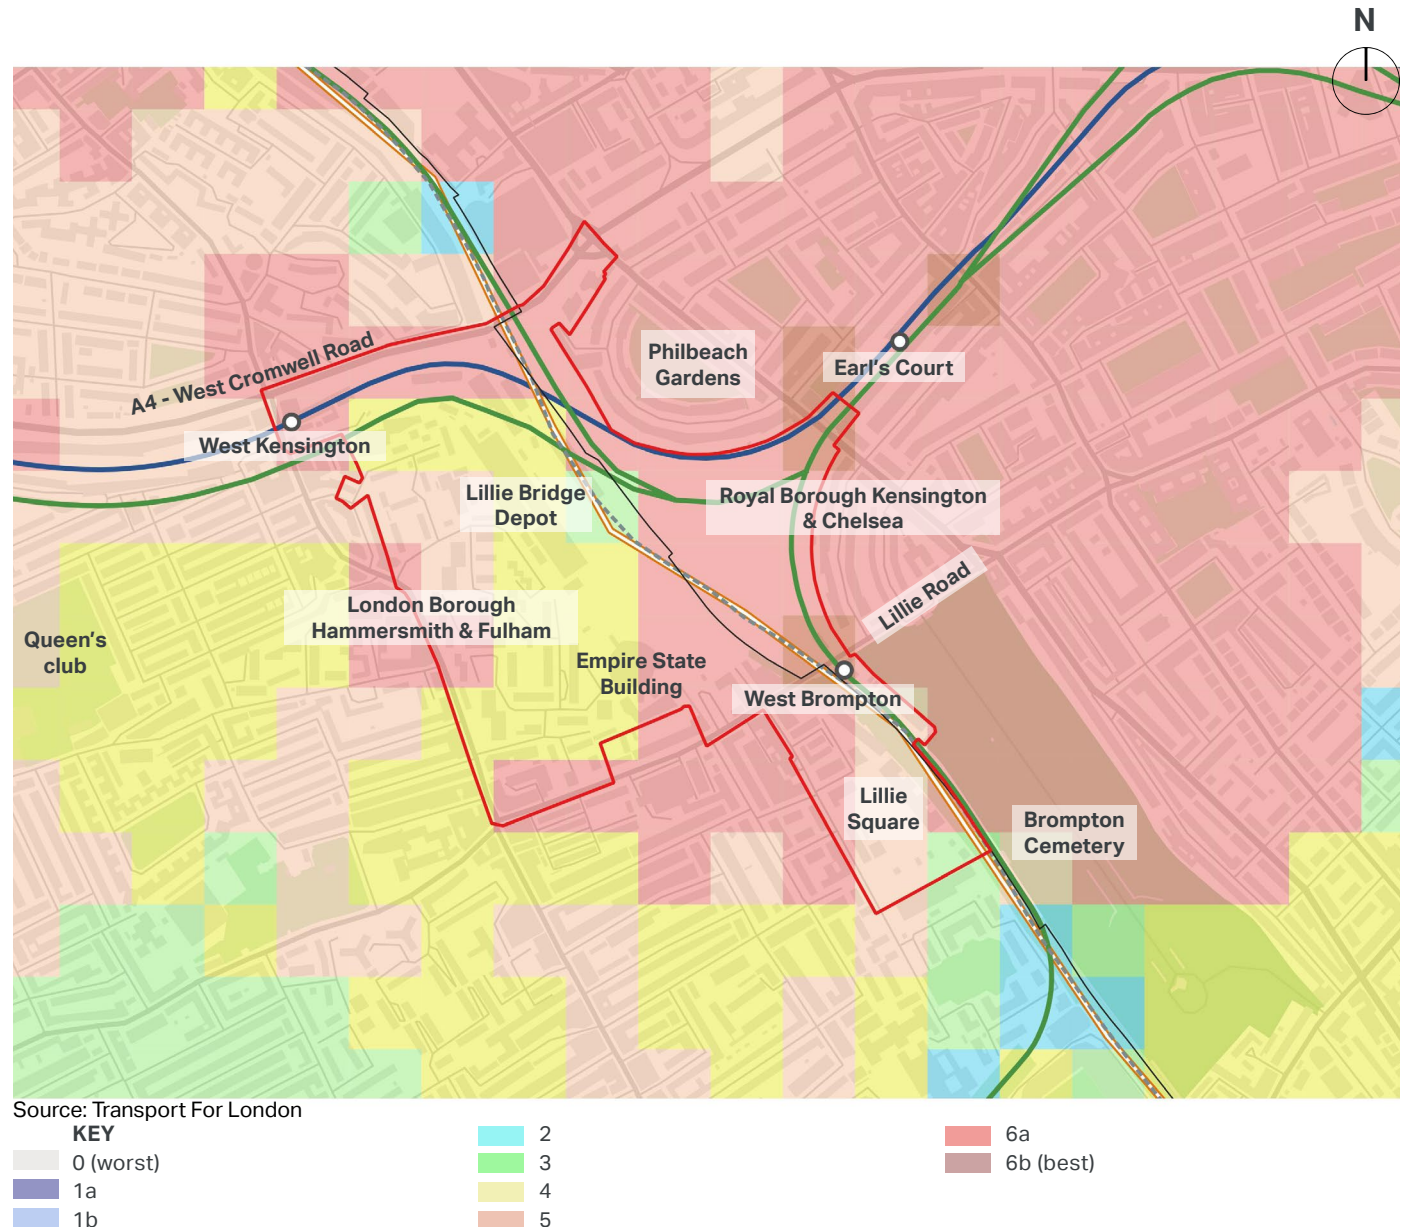 N
A4 - West Cromwell Road
Philbeach
Gardens
Earl's Court
West Kensington
Lillie Bridge
Depot
Royal Borough Kensington
& Chelsea
Lillie Road
London Borough
Hammersmith & Fulham
Queen's
club
Empire State
Building
West Brompton
Lillie
Square
Brompton
Cemetery
Source: Transport For London
KEY
0 (worst)
1a
1b
2
3
4
5
6a
6b (best)